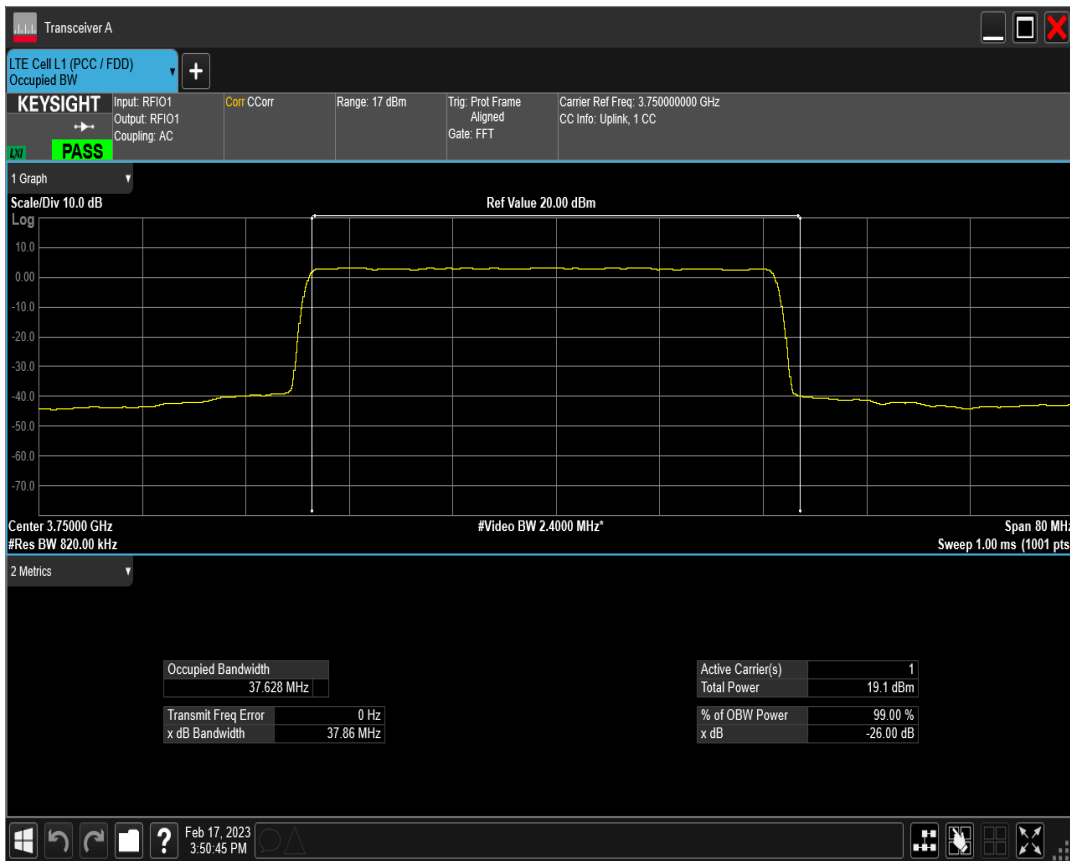 Transceiver A
LTE Cell L1 (PCC / FDD)
Occupied BW
+
KEYSIGHT
LXI
PASS
Input: RFIO1
Output: RFIO1
Coupling: AC
Corr CCorr
Range: 17 dBm
Trig: Prot Frame
Aligned
Gate: FFT
Carrier Ref Freq: 3.750000000 GHz
CC Info: Uplink, 1 CC
1 Graph
Scale/Div 10.0 dB
Ref Value 20.00 dBm
Log
10.0
0.00
-10.0
-20.0
-30.0
-40.0
-50.0
-60.0
-70.0
Center 3.75000 GHz
#Video BW 2.4000 MHz*
Span 80 MHz
#Res BW 820.00 kHz
Sweep 1.00 ms (1001 pts
2 Metrics
Occupied Bandwidth
37.628 MHz
Transmit Freq Error 0 Hz
x dB Bandwidth 37.86 MHz
Active Carrier(s) 1
Total Power 19.1 dBm
% of OBW Power 99.00 %
x dB -26.00 dB
?
Feb 17, 2023
3:50:45 PM